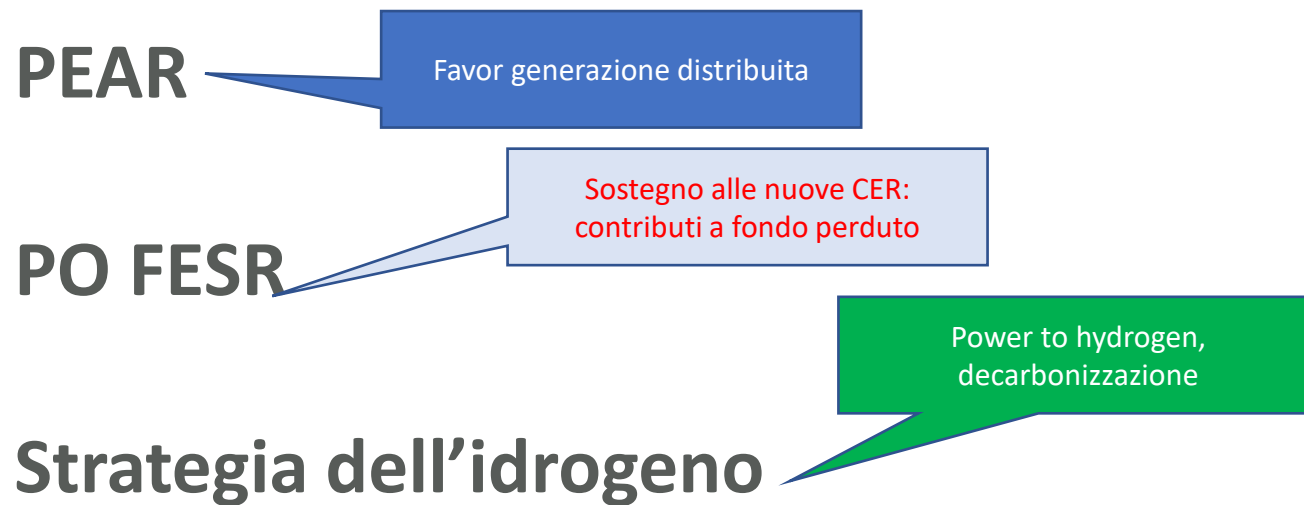 PEAR
Favor generazione distribuita
Sostegno alle nuove CER:
contributi a fondo perduto
PO FESR
Power to hydrogen,
decarbonizzazione
Strategia dell’idrogeno